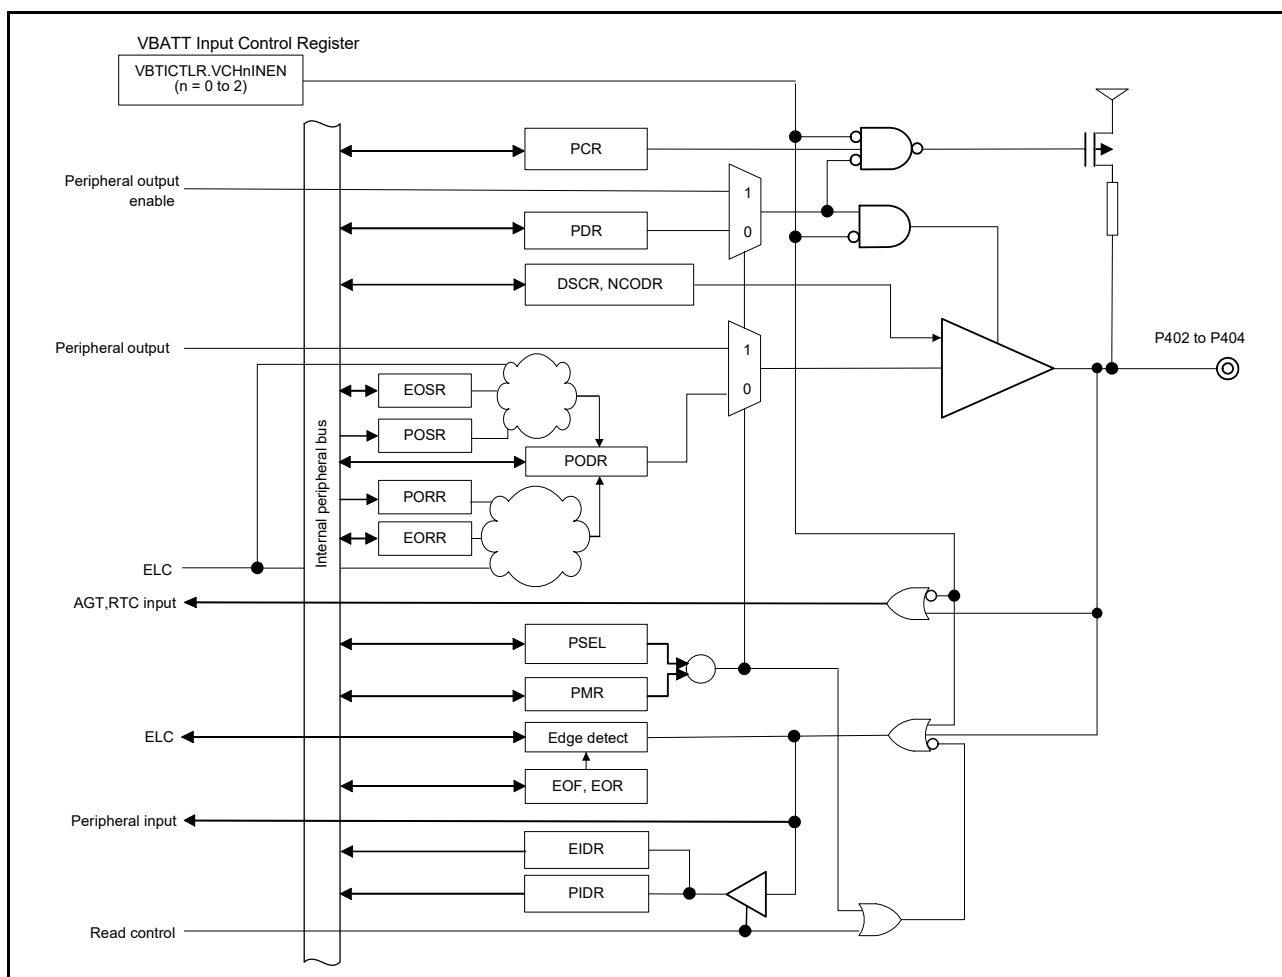 VBATT Input Control Register
VBTICTLR.VCHnINEN
(n = 0 to 2)
PCR
Peripheral output
enable
1
0
PDR
DSCR, NCODR
Peripheral output
1
0
P402 to P404
EOSR
POSR
PODR
PORR
EORR
Internal peripheral bus
ELC
AGT,RTC input
PSEL
PMR
ELC
Edge detect
EOF, EOR
Peripheral input
EIDR
PIDR
Read control